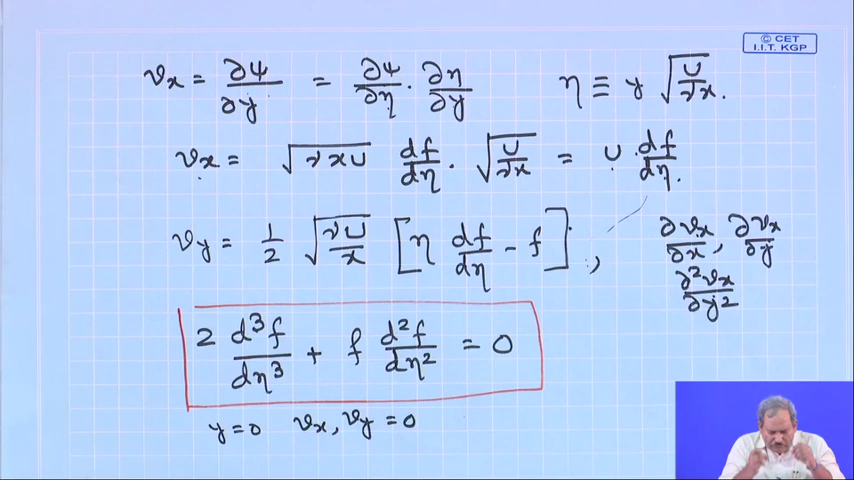 © CET
I.I.T. KGP
𝑣x = ∂ψ/∂y = ∂ψ/∂η · ∂η/∂y     η ≡ y √(U/νx).
𝑣x = √(νxU) df/dη · √(U/νx) = U df/dη.
𝑣y = 1/2 √(νU/x) [η df/dη - f],     ∂𝑣x/∂x, ∂𝑣x/∂y
∂²𝑣x/∂y²
2 d³f/dη³ + f d²f/dη² = 0
y=0   𝑣x, 𝑣y = 0